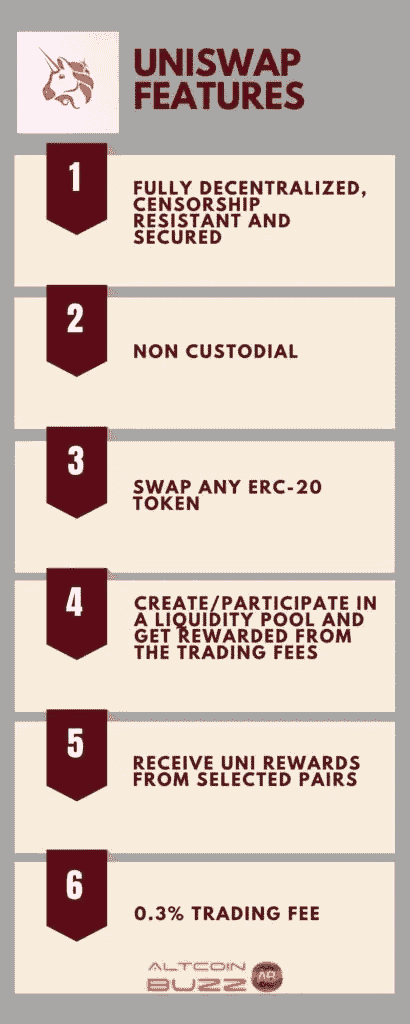 UNISWAP
FEATURES
1
FULLY DECENTRALIZED,
CENSORSHIP
RESISTANT AND
SECURED
2
NON CUSTODIAL
3
SWAP ANY ERC-20
TOKEN
4
CREATE/PARTICIPATE IN
A LIQUIDITY POOL AND
GET REWARDED FROM
THE TRADING FEES
5
RECEIVE UNI REWARDS
FROM SELECTED PAIRS
6
0.3% TRADING FEE
ALTCOIN
BUZZ